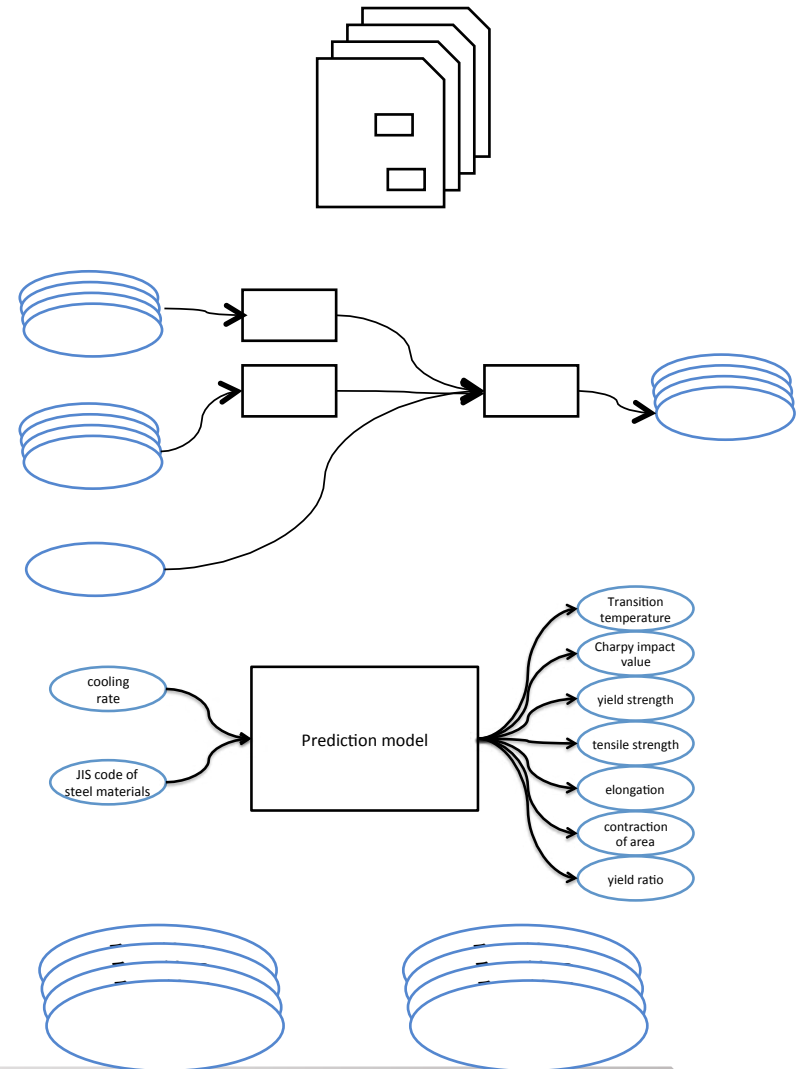 Transition
temperature
Charpy impact
value
cooling
rate
yield strength
Prediction model
tensile strength
JIS code of
steel materials
elongation
contraction
of area
yield ratio